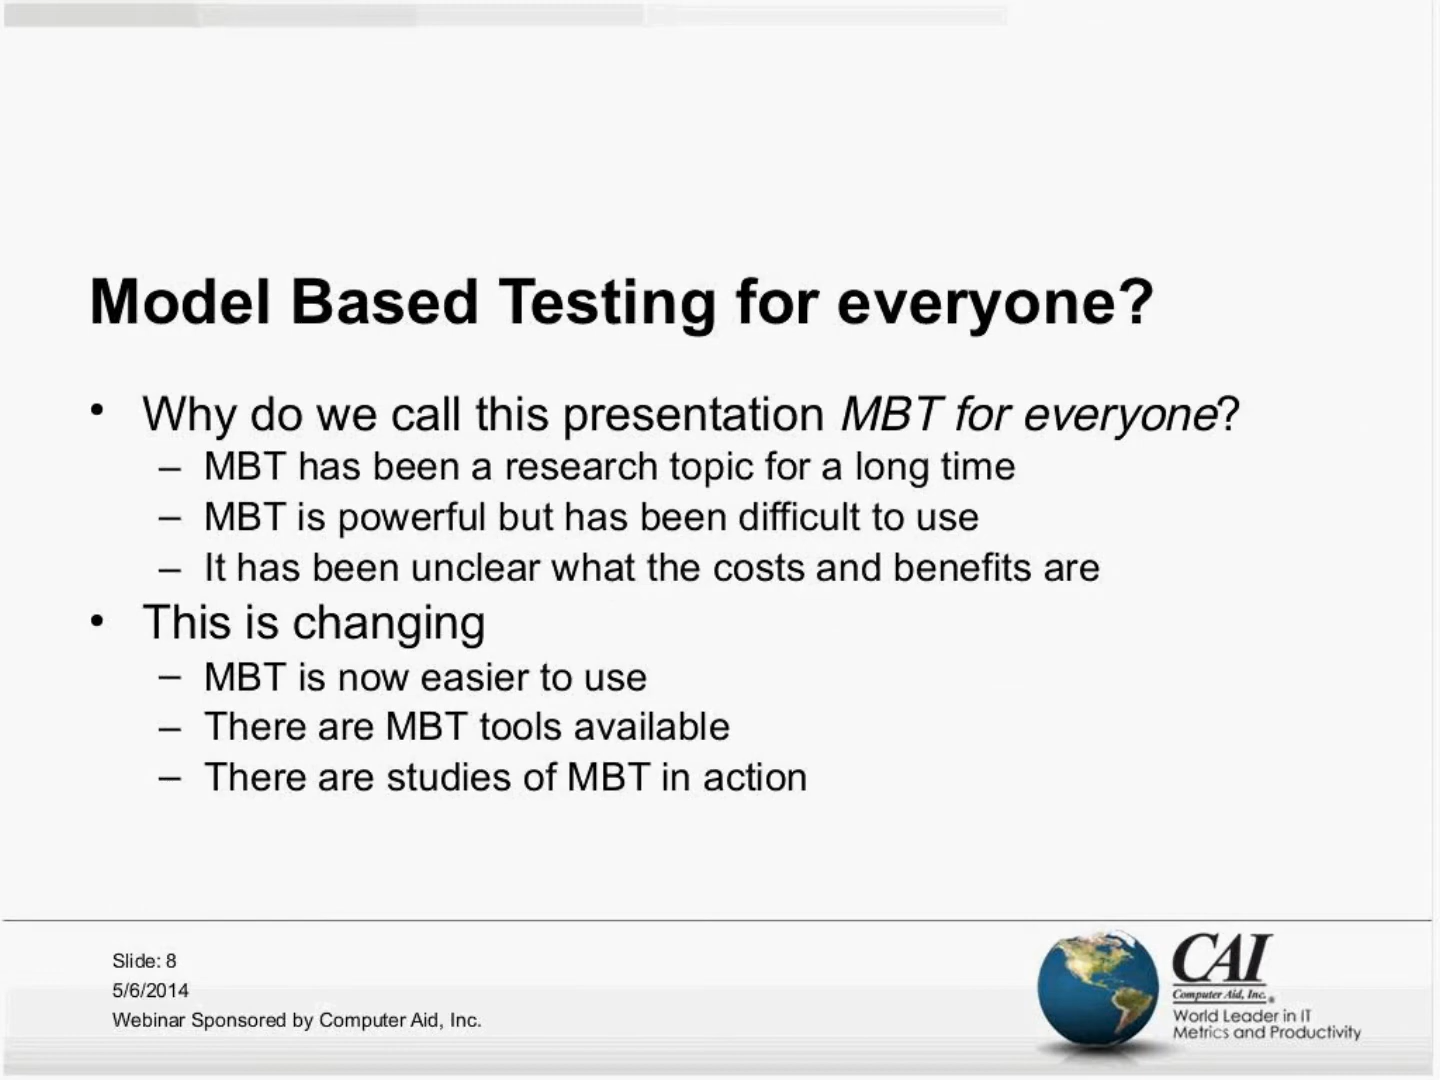 Model Based Testing for everyone?
• Why do we call this presentation MBT for everyone?
– MBT has been a research topic for a long time
– MBT is powerful but has been difficult to use
– It has been unclear what the costs and benefits are
• This is changing
– MBT is now easier to use
– There are MBT tools available
– There are studies of MBT in action
Slide: 8
5/6/2014
Webinar Sponsored by Computer Aid, Inc.
CAI
Computer Aid, Inc.®
World Leader in IT
Metrics and Productivity